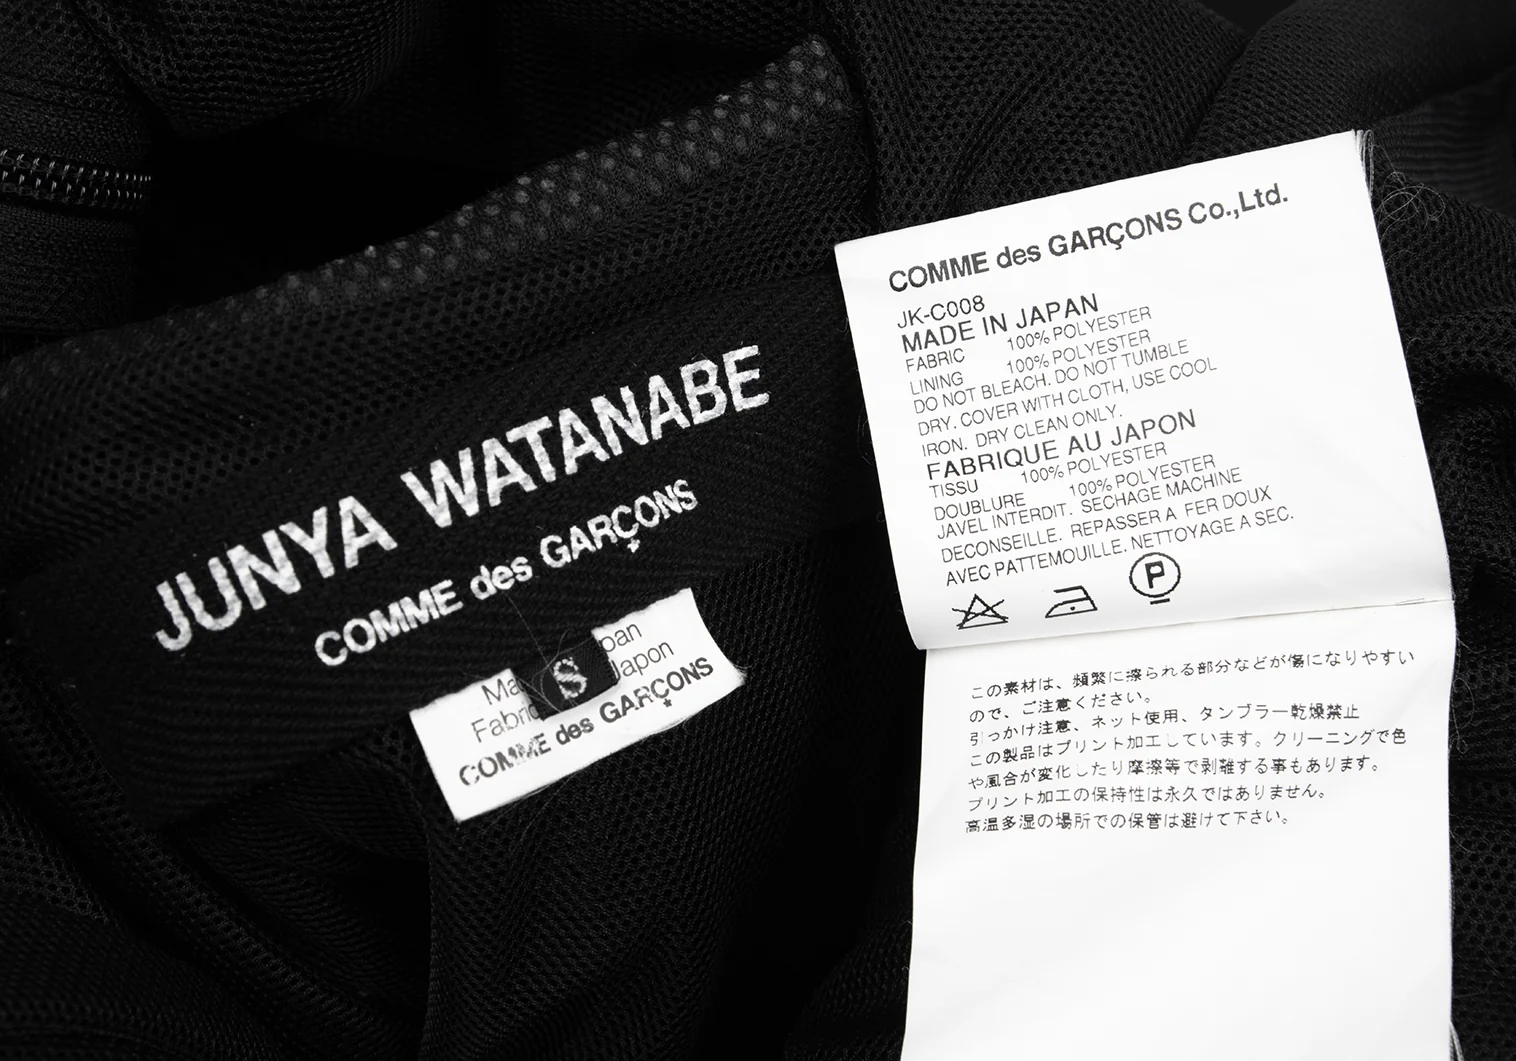 JUNYA WATANABE
COMME des GARÇONS
S
pan
Japon
COMME des GARÇONS
COMME des GARÇONS Co.,Ltd.
JK-C008
MADE IN JAPAN
FABRIC 100% POLYESTER
LINING 100% POLYESTER
DO NOT BLEACH. DO NOT TUMBLE
DRY. COVER WITH CLOTH, USE COOL
IRON. DRY CLEAN ONLY.
FABRIQUE AU JAPON
TISSU 100% POLYESTER
DOUBLURE 100% POLYESTER
JAVEL INTERDIT. SECHAGE MACHINE
DECONSEILLE. REPASSER A FER DOUX
AVEC PATTEMOUILLE. NETTOYAGE A SEC.
P
この素材は、頻繁に擦られる部分などが傷になりやすい
ので、ご注意ください。
引っかけ注意、ネット使用、タンブラー乾燥禁止
この製品はプリント加工しています。クリーニングで色
や風合が変化したり摩擦等で剥離する事もあります。
プリント加工の保持性は永久ではありません。
高温多湿の場所での保管は避けて下さい。